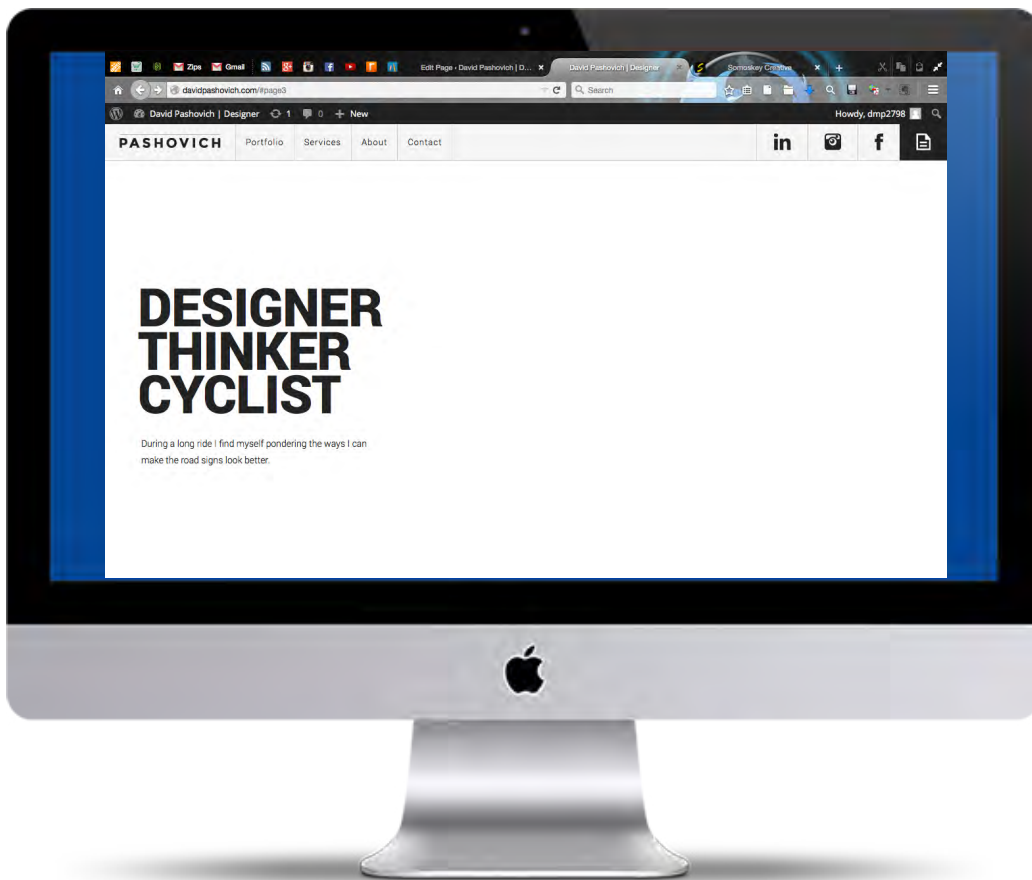 Zips Gmail Edit Page ‹ David Pashovich | D... David Pashovich | Designer Somoskey Creative
davidpashovich.com/#page3 Search
David Pashovich | Designer 1 0 New Howdy, dmp2798
PASHOVICH Portfolio Services About Contact in f
DESIGNER
THINKER
CYCLIST
During a long ride I find myself pondering the ways I can
make the road signs look better.